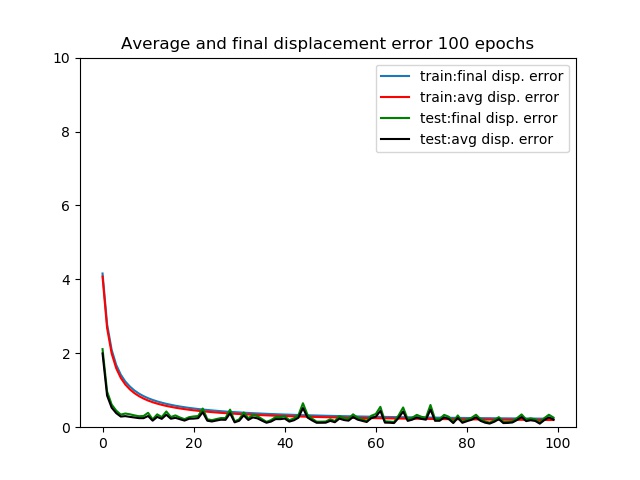 Average and final displacement error 100 epochs
10
8
6
4
2
0
train:final disp. error
train:avg disp. error
test:final disp. error
test:avg disp. error
0 20 40 60 80 100